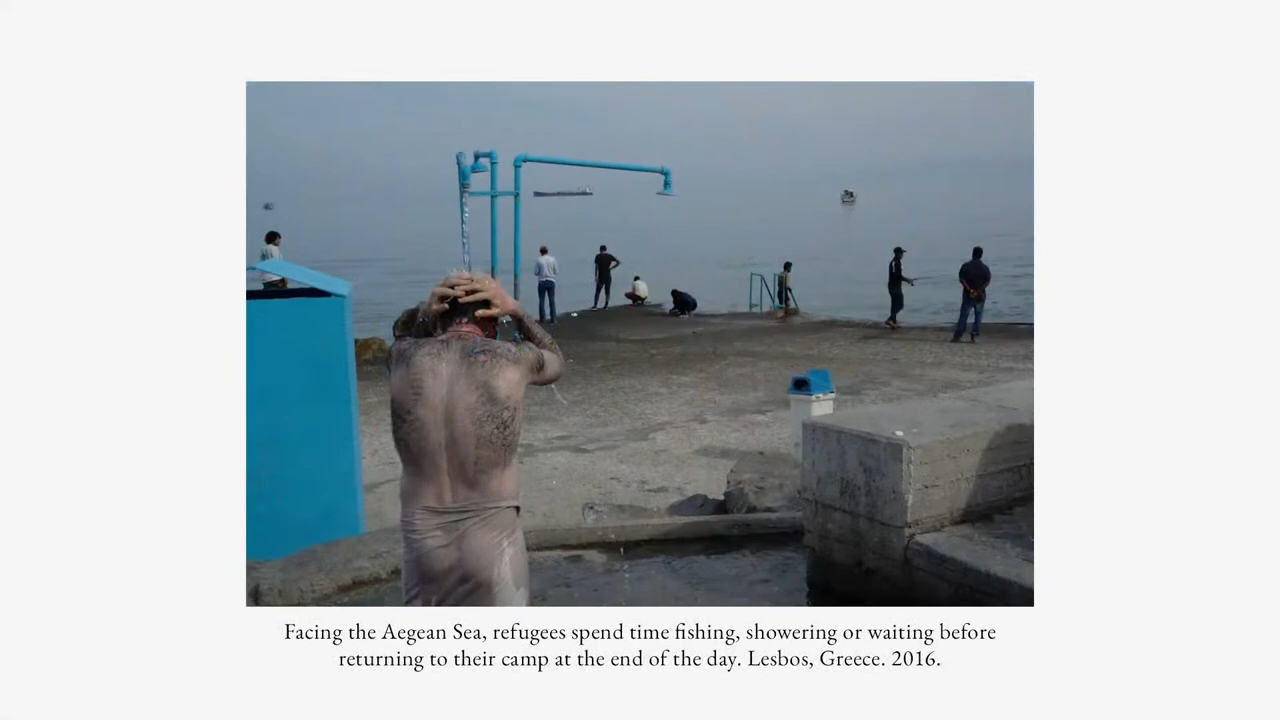 Facing the Aegean Sea, refugees spend time fishing, showering or waiting before
returning to their camp at the end of the day. Lesbos, Greece. 2016.